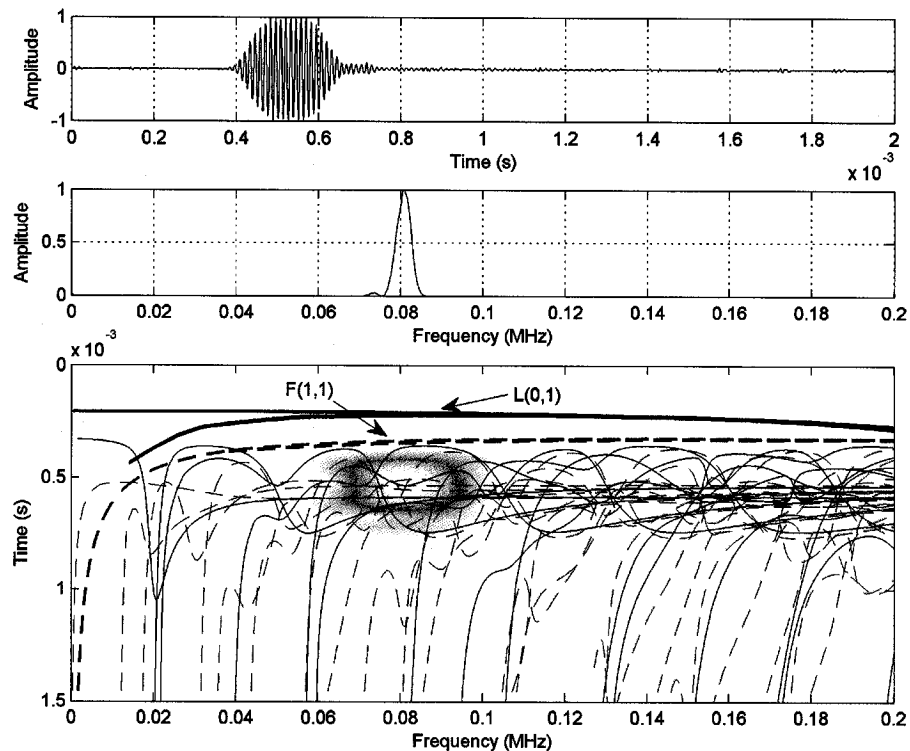 1
Amplitude
0
-1
0 0.2 0.4 0.6 0.8 1 1.2 1.4 1.6 1.8 2
Time (s)
x 10⁻³
1
Amplitude
0.5
0
0 0.02 0.04 0.06 0.08 0.1 0.12 0.14 0.16 0.18 0.2
Frequency (MHz)
x 10⁻³
0
F(1,1)
L(0,1)
0.5
Time (s)
1
1.5
0 0.02 0.04 0.06 0.08 0.1 0.12 0.14 0.16 0.18 0.2
Frequency (MHz)